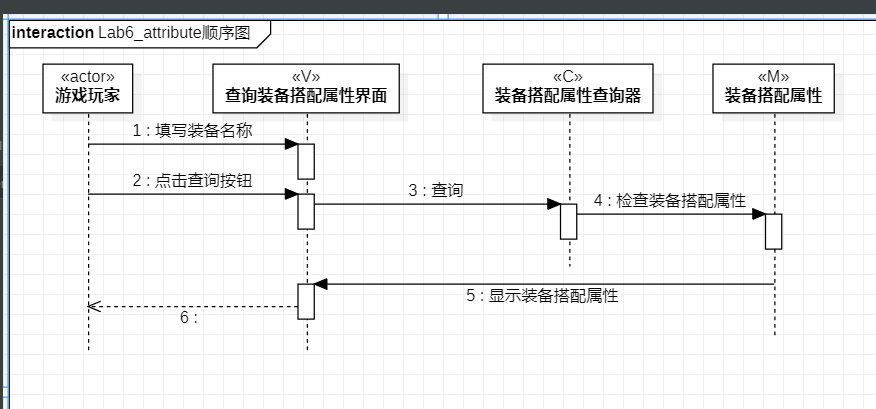 interaction Lab6_attribute顺序图
«actor»
游戏玩家
«V»
查询装备搭配属性界面
«C»
装备搭配属性查询器
«M»
装备搭配属性
1 : 填写装备名称
2 : 点击查询按钮
3 : 查询
4 : 检查装备搭配属性
5 : 显示装备搭配属性
6 :